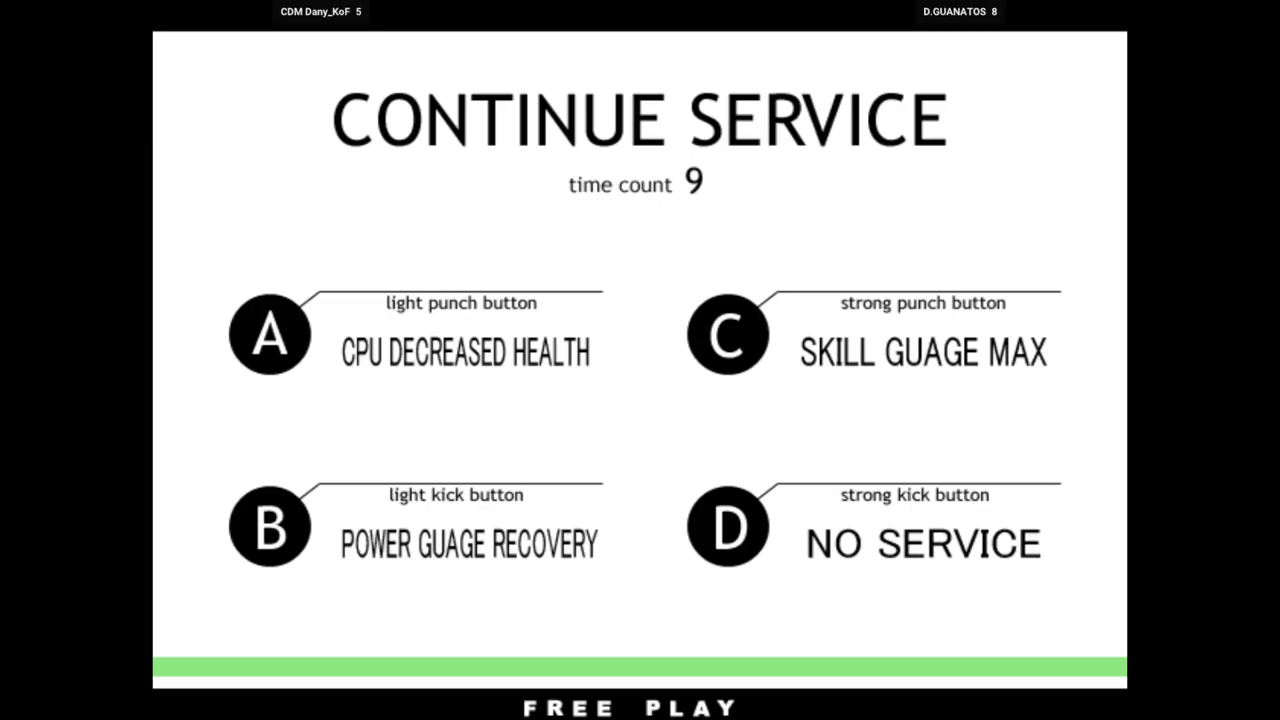 CDM Dany_KoF 5
D.GUANATOS 8
CONTINUE SERVICE
time count 9
A
light punch button
CPU DECREASED HEALTH
C
strong punch button
SKILL GUAGE MAX
B
light kick button
POWER GUAGE RECOVERY
D
strong kick button
NO SERVICE
FREE PLAY